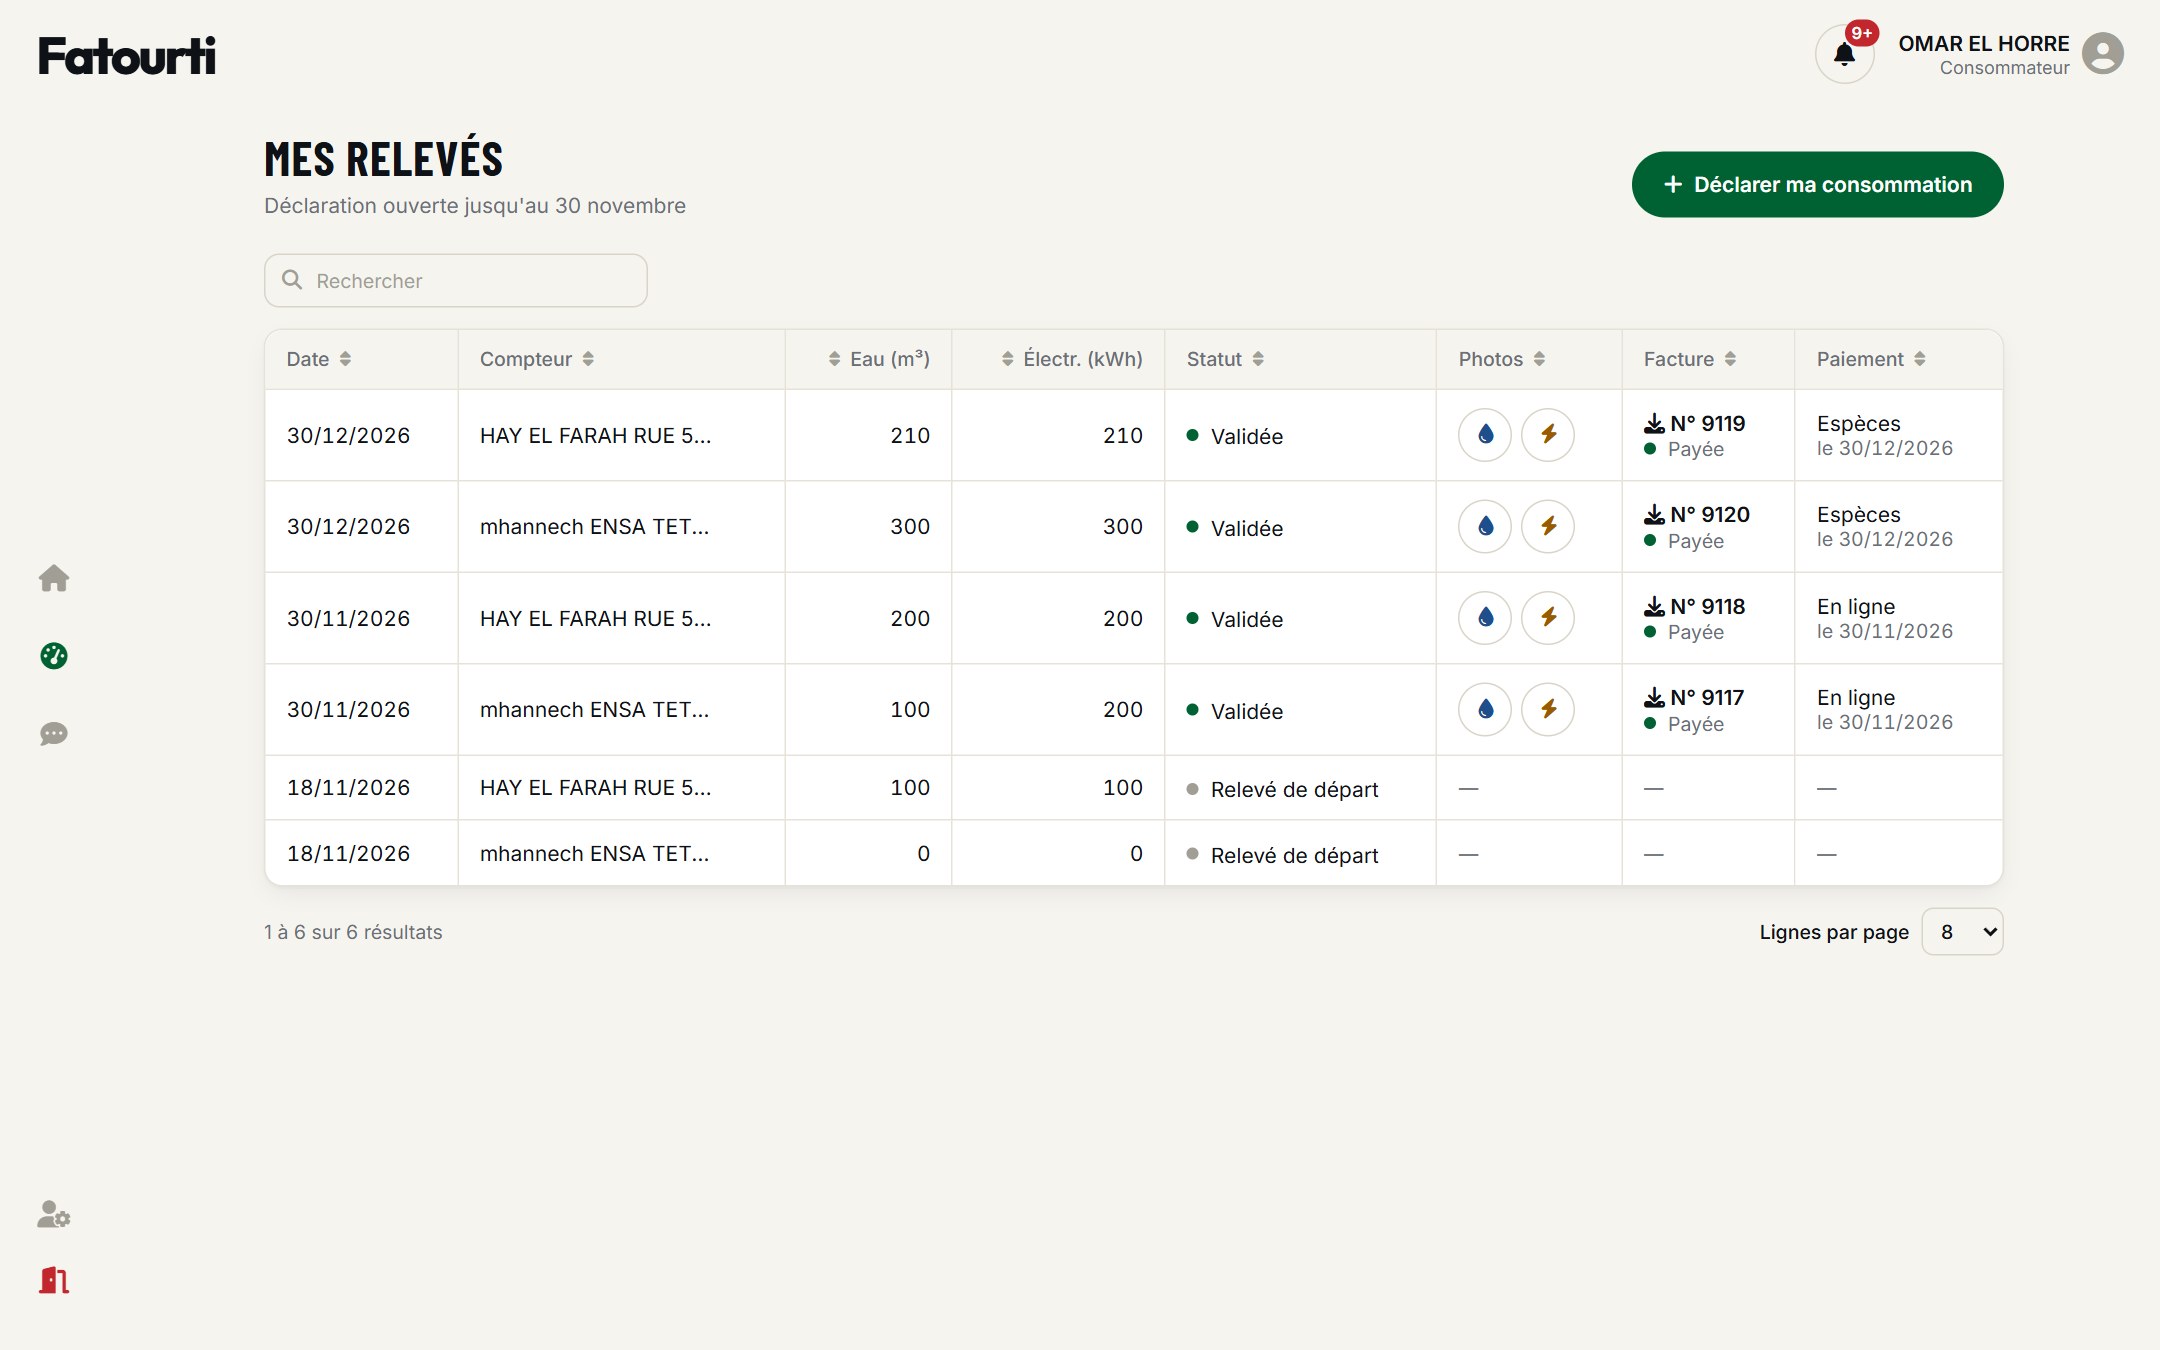 Fatourti
9+
OMAR EL HORRE
Consommateur
MES RELEVÉS
Déclaration ouverte jusqu'au 30 novembre
+ Déclarer ma consommation
Rechercher
Date Compteur Eau (m³) Électr. (kWh) Statut Photos Facture Paiement
30/12/2026 HAY EL FARAH RUE 5... 210 210 Validée N° 9119 Payée Espèces le 30/12/2026
30/12/2026 mhannech ENSA TET... 300 300 Validée N° 9120 Payée Espèces le 30/12/2026
30/11/2026 HAY EL FARAH RUE 5... 200 200 Validée N° 9118 Payée En ligne le 30/11/2026
30/11/2026 mhannech ENSA TET... 100 200 Validée N° 9117 Payée En ligne le 30/11/2026
18/11/2026 HAY EL FARAH RUE 5... 100 100 Relevé de départ — — —
18/11/2026 mhannech ENSA TET... 0 0 Relevé de départ — — —
1 à 6 sur 6 résultats
Lignes par page 8